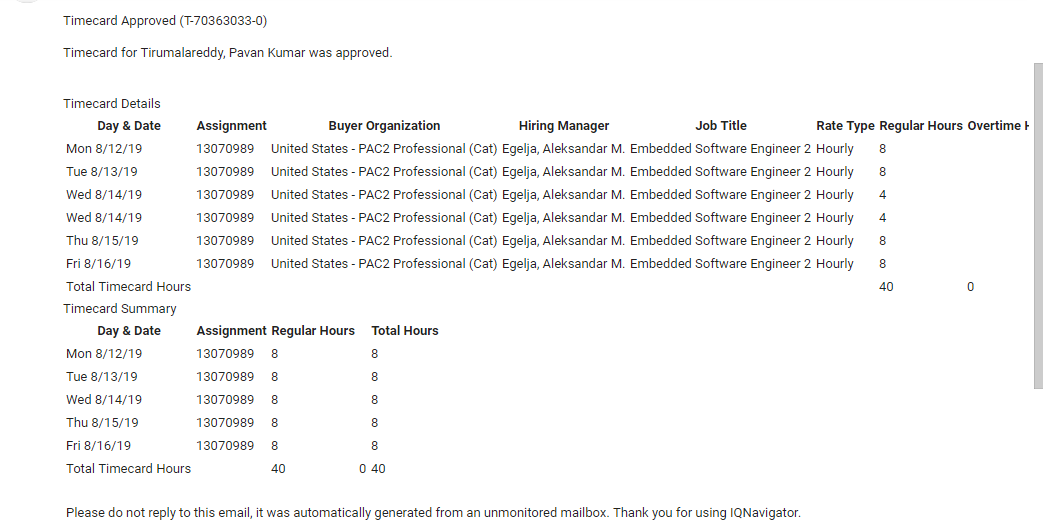 Timecard Approved (T-70363033-0)
Timecard for Tirumalareddy, Pavan Kumar was approved.
Timecard Details
Day & Date Assignment Buyer Organization Hiring Manager Job Title Rate Type Regular Hours Overtime H
Mon 8/12/19 13070989 United States - PAC2 Professional (Cat) Egelja, Aleksandar M. Embedded Software Engineer 2 Hourly 8
Tue 8/13/19 13070989 United States - PAC2 Professional (Cat) Egelja, Aleksandar M. Embedded Software Engineer 2 Hourly 8
Wed 8/14/19 13070989 United States - PAC2 Professional (Cat) Egelja, Aleksandar M. Embedded Software Engineer 2 Hourly 4
Wed 8/14/19 13070989 United States - PAC2 Professional (Cat) Egelja, Aleksandar M. Embedded Software Engineer 2 Hourly 4
Thu 8/15/19 13070989 United States - PAC2 Professional (Cat) Egelja, Aleksandar M. Embedded Software Engineer 2 Hourly 8
Fri 8/16/19 13070989 United States - PAC2 Professional (Cat) Egelja, Aleksandar M. Embedded Software Engineer 2 Hourly 8
Total Timecard Hours 40 0
Timecard Summary
Day & Date Assignment Regular Hours Total Hours
Mon 8/12/19 13070989 8 8
Tue 8/13/19 13070989 8 8
Wed 8/14/19 13070989 8 8
Thu 8/15/19 13070989 8 8
Fri 8/16/19 13070989 8 8
Total Timecard Hours 40 0 40
Please do not reply to this email, it was automatically generated from an unmonitored mailbox. Thank you for using IQNavigator.